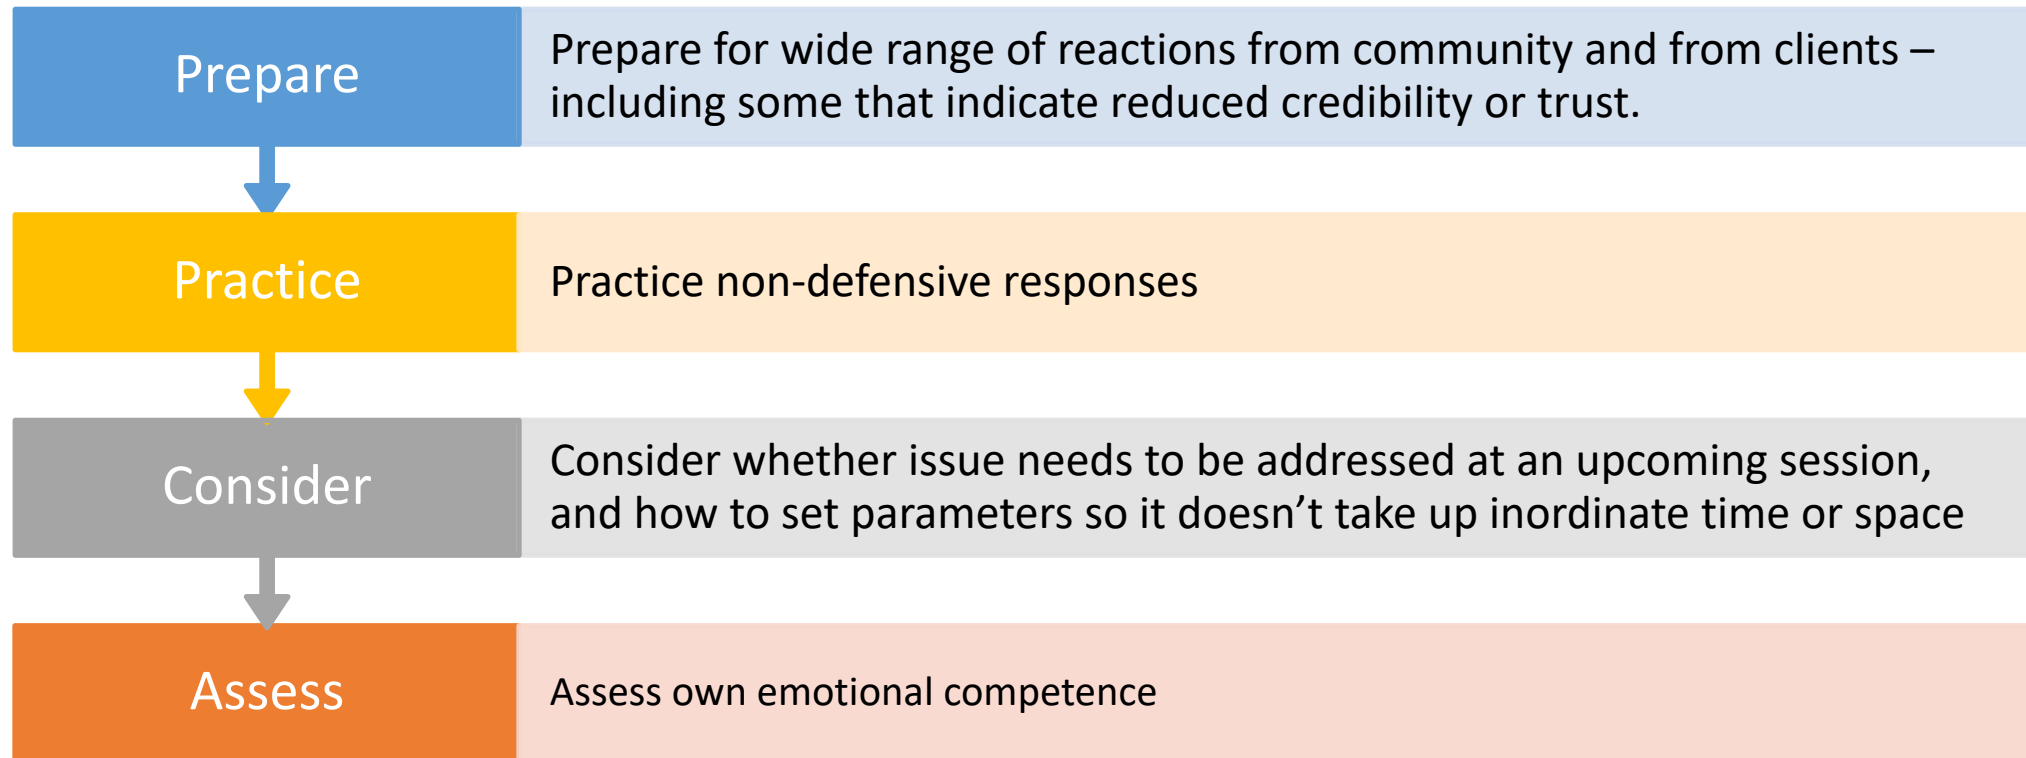 Prepare
Prepare for wide range of reactions from community and from clients –
including some that indicate reduced credibility or trust.
Practice
Practice non-defensive responses
Consider
Consider whether issue needs to be addressed at an upcoming session,
and how to set parameters so it doesn’t take up inordinate time or space
Assess
Assess own emotional competence